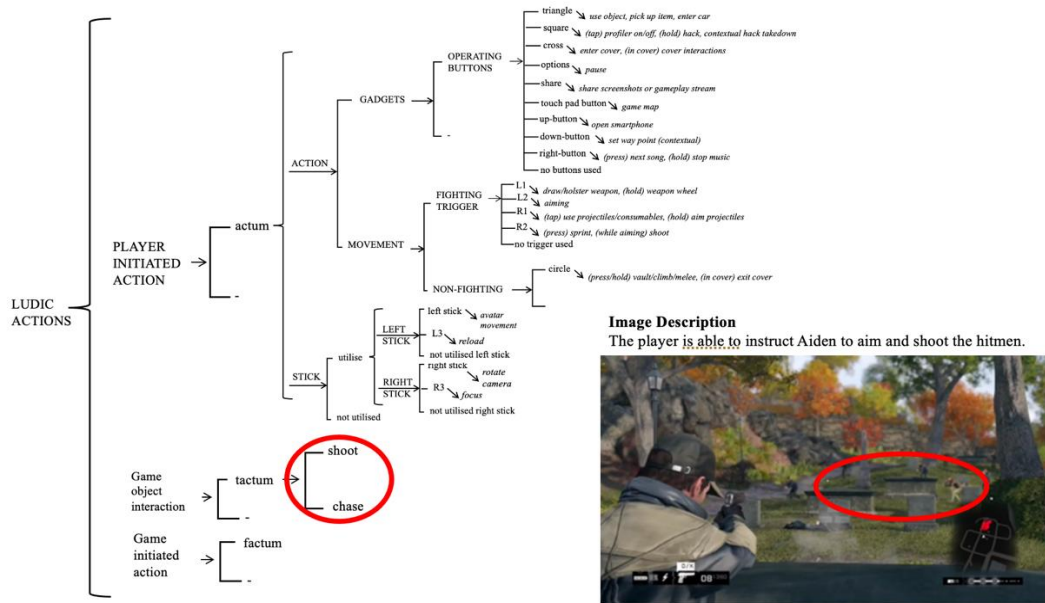 triangle
use object, pick up item, enter car
square
(tap) profiler on/off, (hold) hack, contextual hack takedown
cross
enter cover, (in cover) cover interactions
OPERATING
BUTTONS
options
pause
share
share screenshots or gameplay stream
GADGETS
touch pad button
game map
up-button
open smartphone
down-button
set way point (contextual)
-
right-button
(press) next song, (hold) stop music
no buttons used
ACTION
L1
draw/holster weapon, (hold) weapon wheel
FIGHTING
TRIGGER
L2
aiming
R1
(tap) use projectiles/consumables, (hold) aim projectiles
R2
(press) sprint, (while aiming) shoot
no trigger used
actum
MOVEMENT
PLAYER
INITIATED
ACTION
circle
(press/hold) vault/climb/melee, (in cover) exit cover
NON-FIGHTING
-
LUDIC
ACTIONS
left stick
avatar
movement
LEFT
STICK
L3
reload
utilise
not utilised left stick
right stick
rotate
camera
STICK
RIGHT
STICK
R3
focus
not utilised right stick
not utilised
Image Description
The player is able to instruct Aiden to aim and shoot the hitmen.
shoot
Game
object
interaction
tactum
chase
-
Game
initiated
action
factum
-